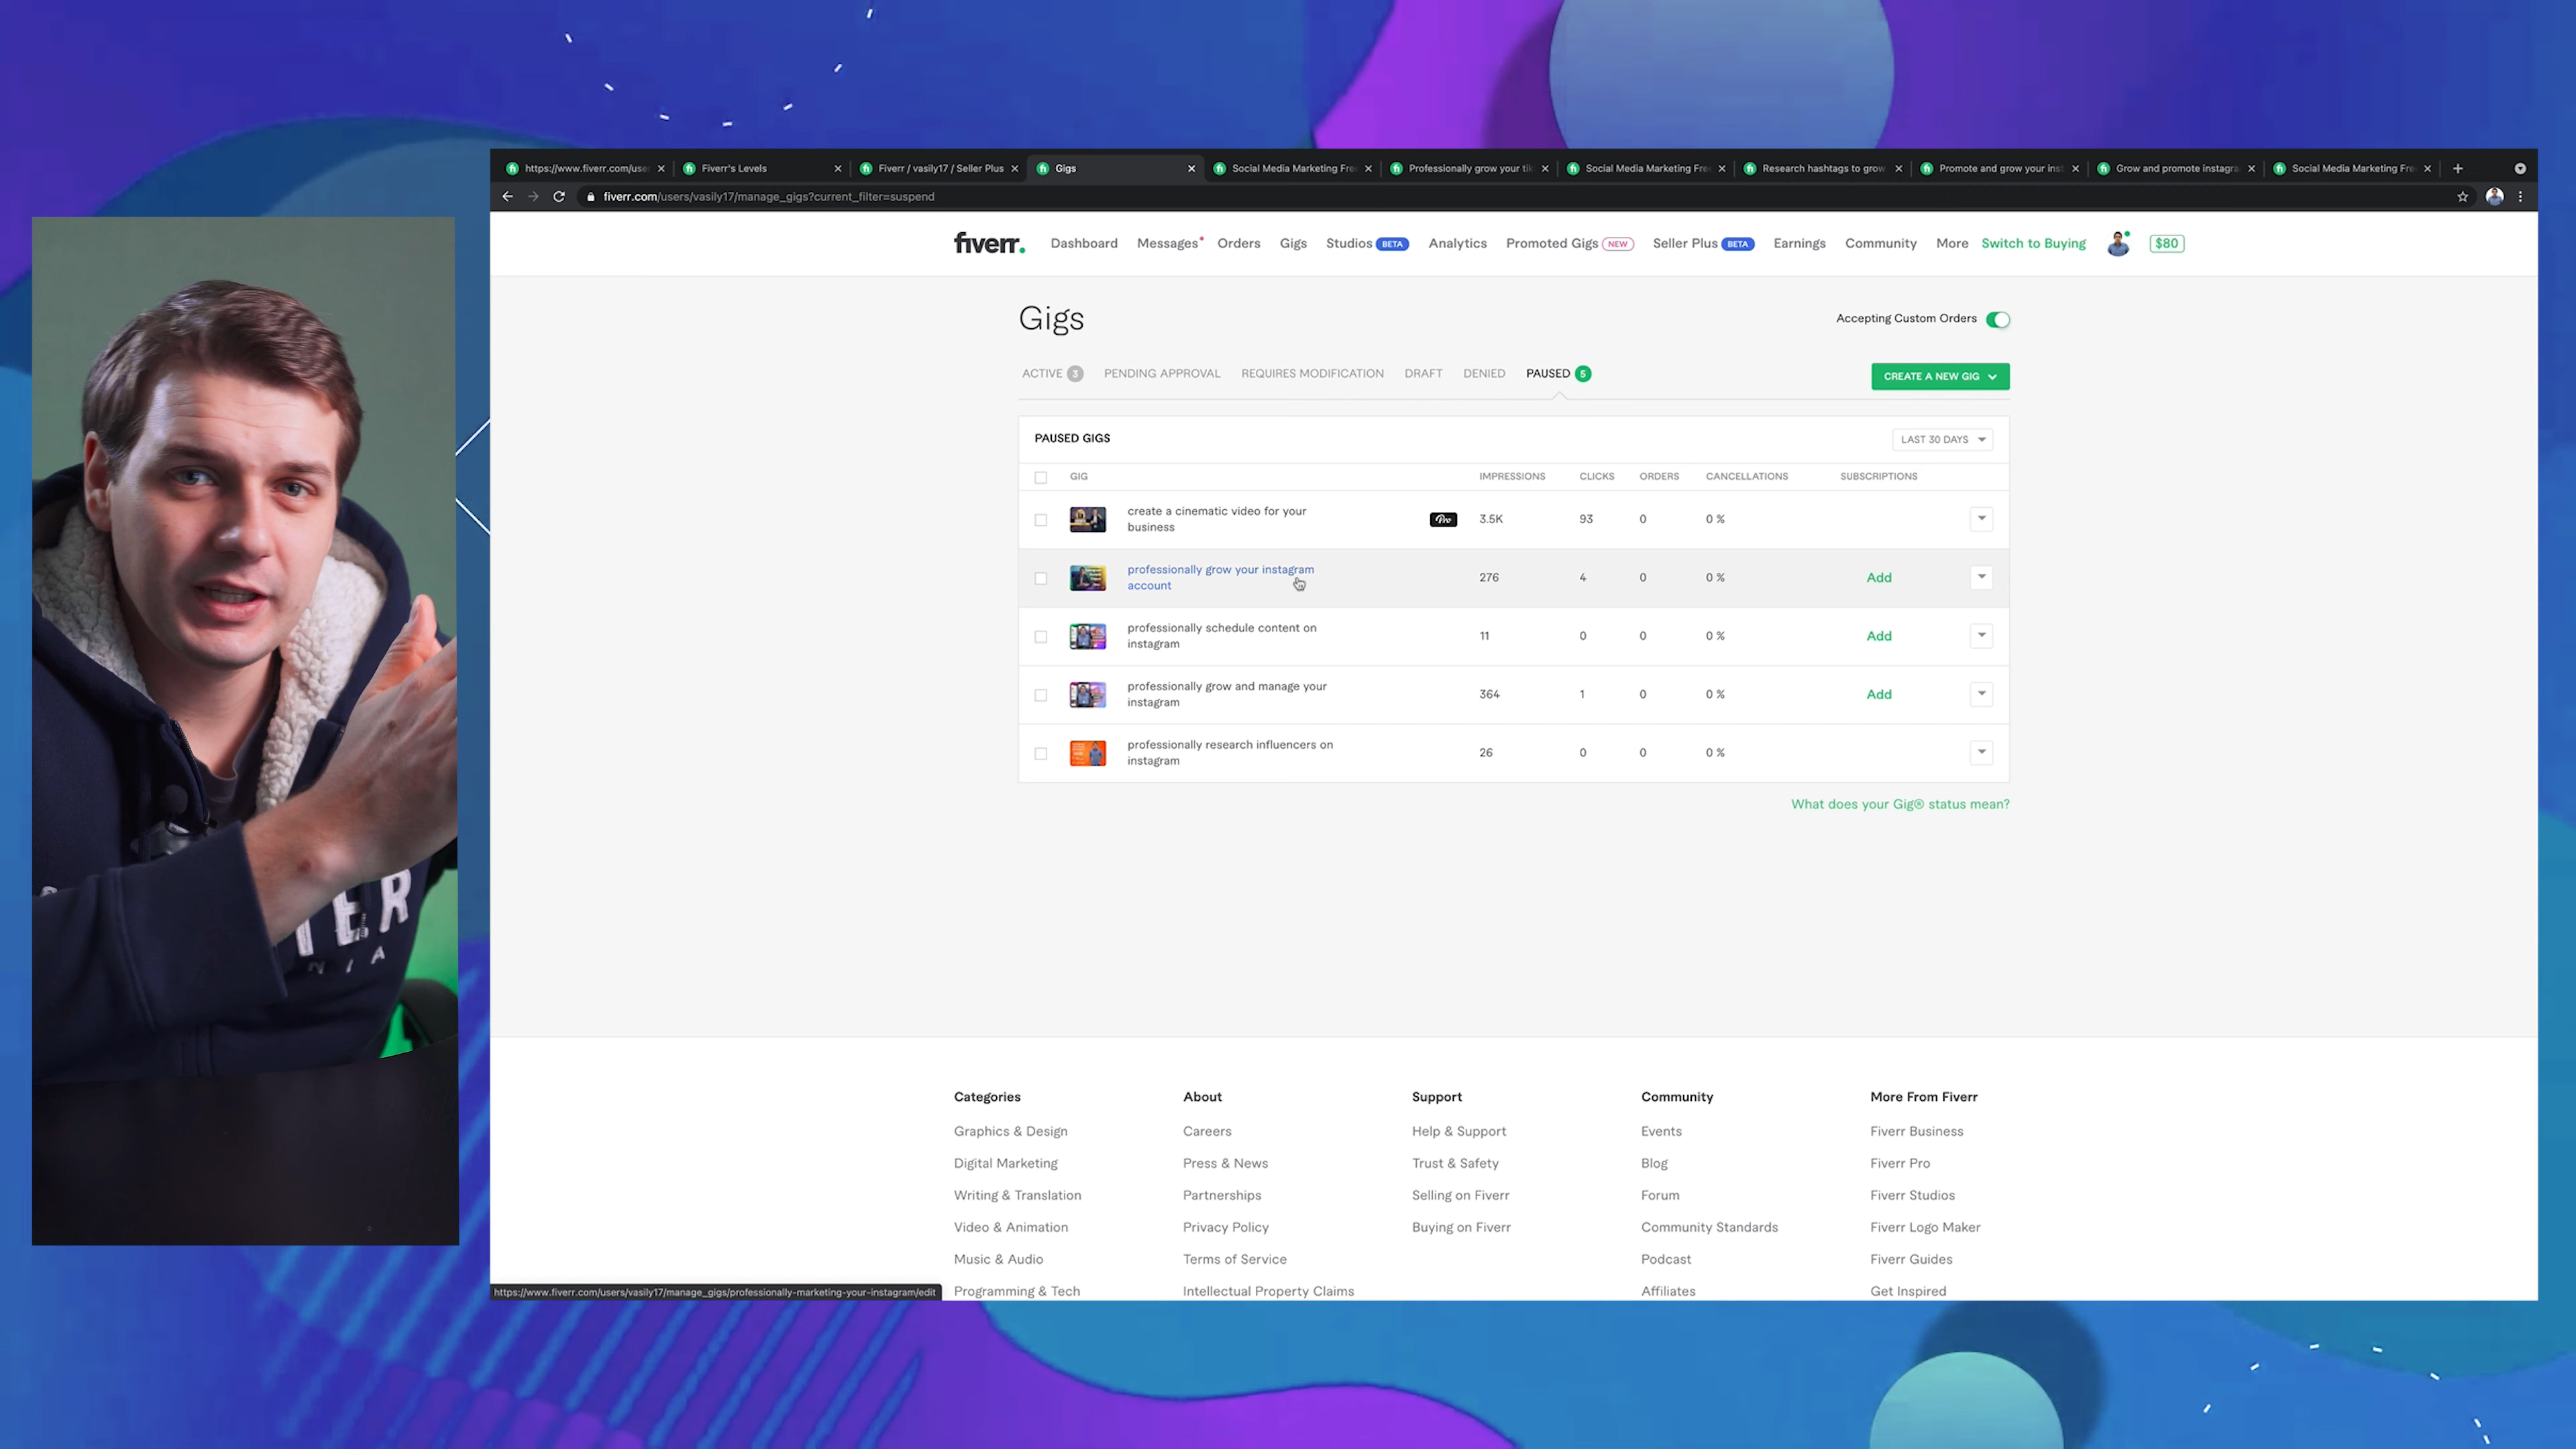 https://www.fiverr.com/use
Fiverr's Levels
Fiverr / vasily17 / Seller Plus
Gigs
Social Media Marketing Fre
Professionally grow your tik
Social Media Marketing Fre
Research hashtags to grow
Promote and grow your inst
Grow and promote instagra
Social Media Marketing Fre
fiverr.com/users/vasily17/manage_gigs?current_filter=suspend
fiverr. Dashboard Messages Orders Gigs Studios BETA Analytics Promoted Gigs NEW Seller Plus BETA Earnings Community More Switch to Buying $80
Gigs
Accepting Custom Orders
ACTIVE 3 PENDING APPROVAL REQUIRES MODIFICATION DRAFT DENIED PAUSED 5
CREATE A NEW GIG
PAUSED GIGS
LAST 30 DAYS
GIG IMPRESSIONS CLICKS ORDERS CANCELLATIONS SUBSCRIPTIONS
create a cinematic video for your
business
Pro 3.5K 93 0 0 %
professionally grow your instagram
account
276 4 0 0 % Add
professionally schedule content on
instagram
11 0 0 0 % Add
professionally grow and manage your
instagram
364 1 0 0 % Add
professionally research influencers on
instagram
26 0 0 0 %
What does your Gig® status mean?
Categories About Support Community More From Fiverr
Graphics & Design Careers Help & Support Events Fiverr Business
Digital Marketing Press & News Trust & Safety Blog Fiverr Pro
Writing & Translation Partnerships Selling on Fiverr Forum Fiverr Studios
Video & Animation Privacy Policy Buying on Fiverr Community Standards Fiverr Logo Maker
Music & Audio Terms of Service Podcast Fiverr Guides
Programming & Tech Intellectual Property Claims Affiliates Get Inspired
https://www.fiverr.com/users/vasily17/manage_gigs/professionally-marketing-your-instagram/edit